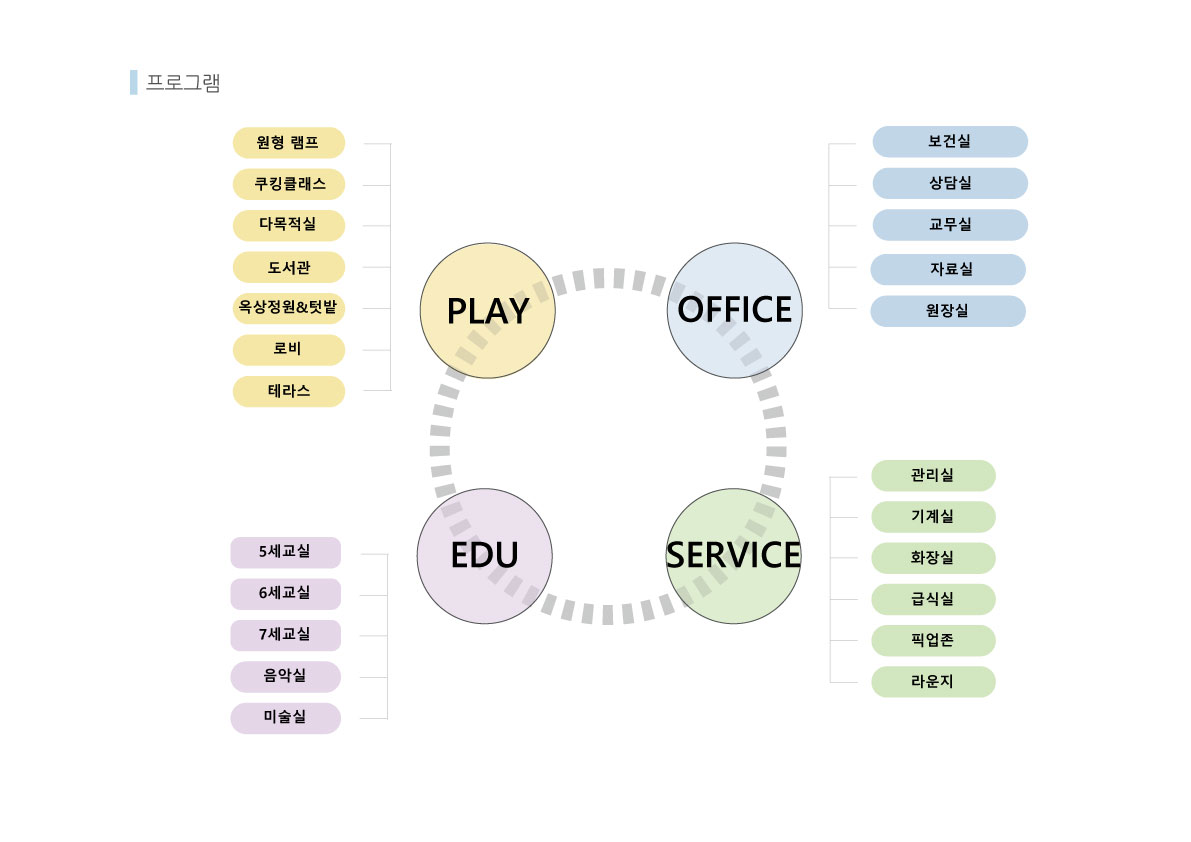 프로그램
원형 램프
쿠킹클래스
다목적실
도서관
옥상정원&텃밭
로비
테라스
PLAY
OFFICE
보건실
상담실
교무실
자료실
원장실
5세교실
6세교실
7세교실
음악실
미술실
EDU
SERVICE
관리실
기계실
화장실
급식실
픽업존
라운지